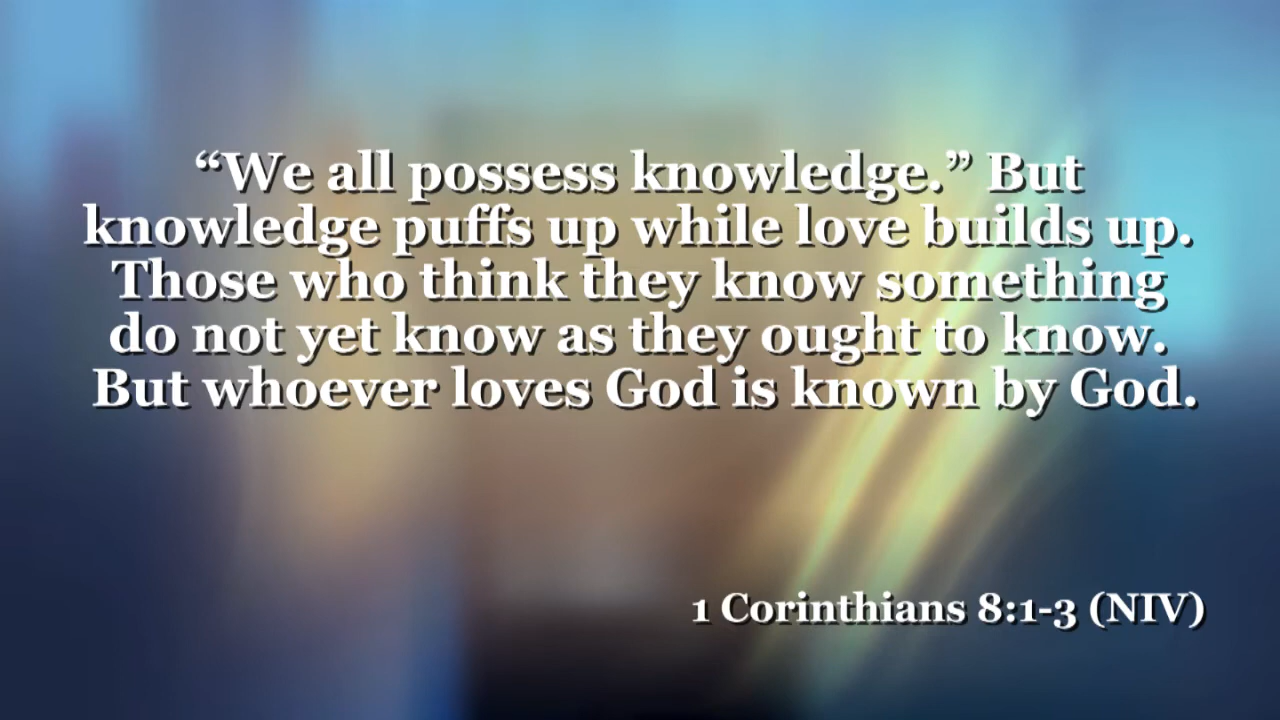 “We all possess knowledge.” But
knowledge puffs up while love builds up.
Those who think they know something
do not yet know as they ought to know.
But whoever loves God is known by God.
1 Corinthians 8:1-3 (NIV)